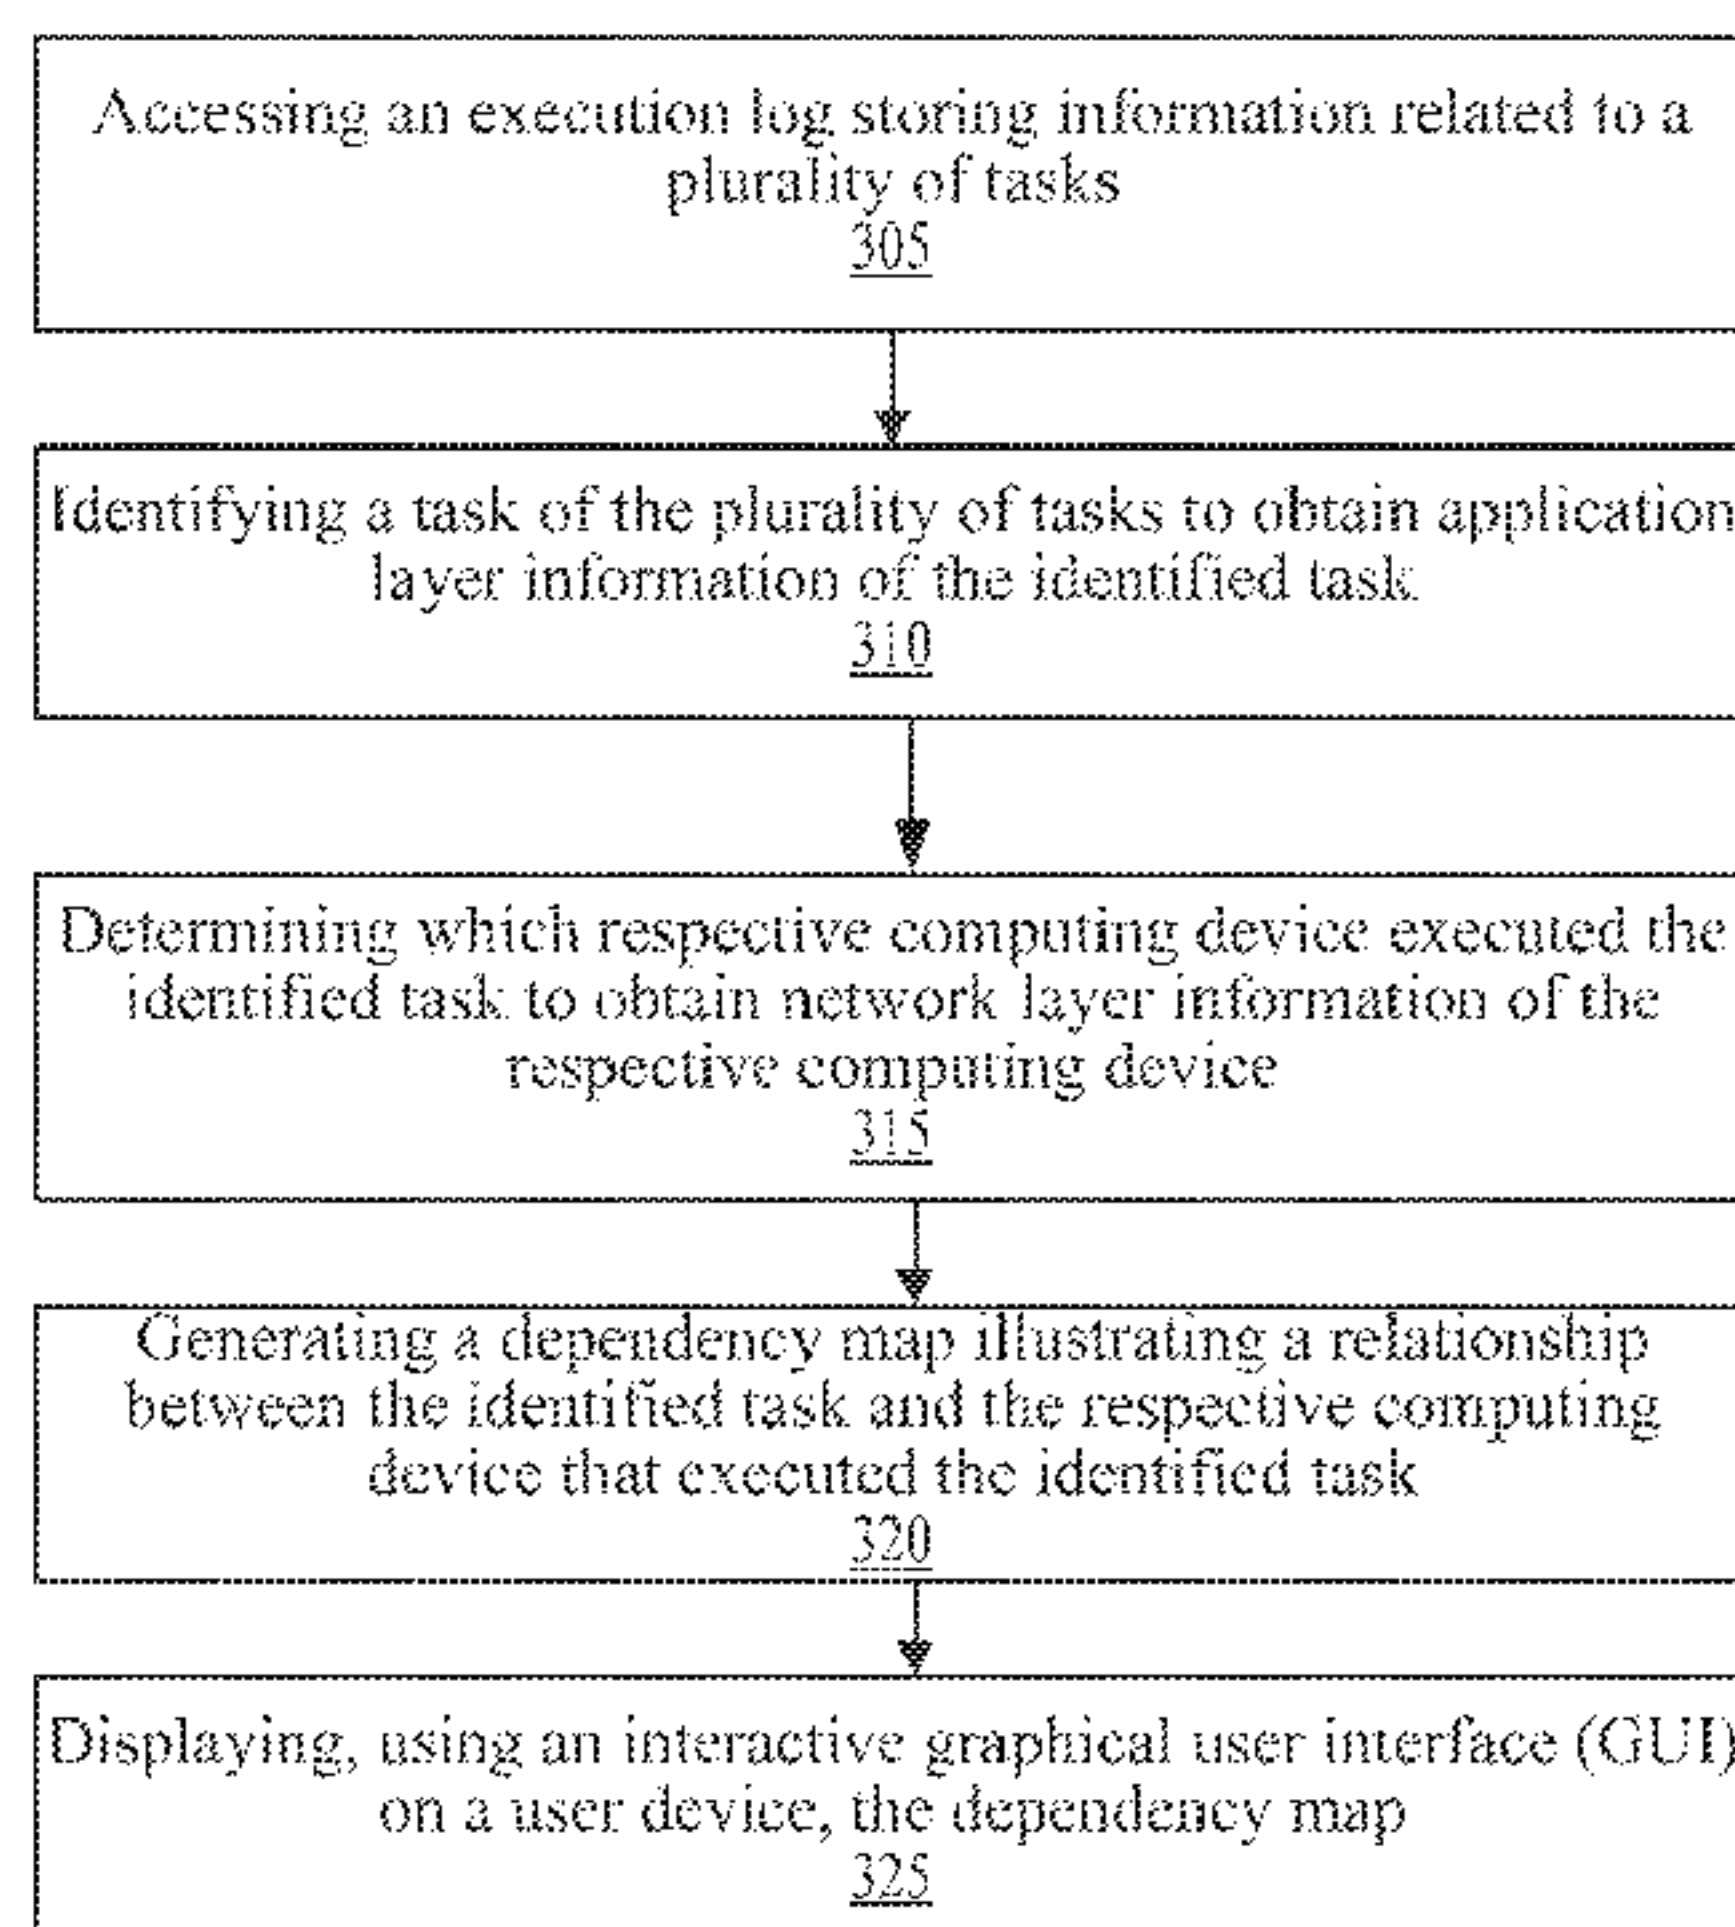 Accessing an execution log storing information related to a
plurality of tasks
305
Identifying a task of the plurality of tasks to obtain application
layer information of the identified task
310
Determining which respective computing device executed the
identified task to obtain network layer information of the
respective computing device
315
Generating a dependency map illustrating a relationship
between the identified task and the respective computing
device that executed the identified task
320
Displaying, using an interactive graphical user interface (GUI)
on a user device, the dependency map
325